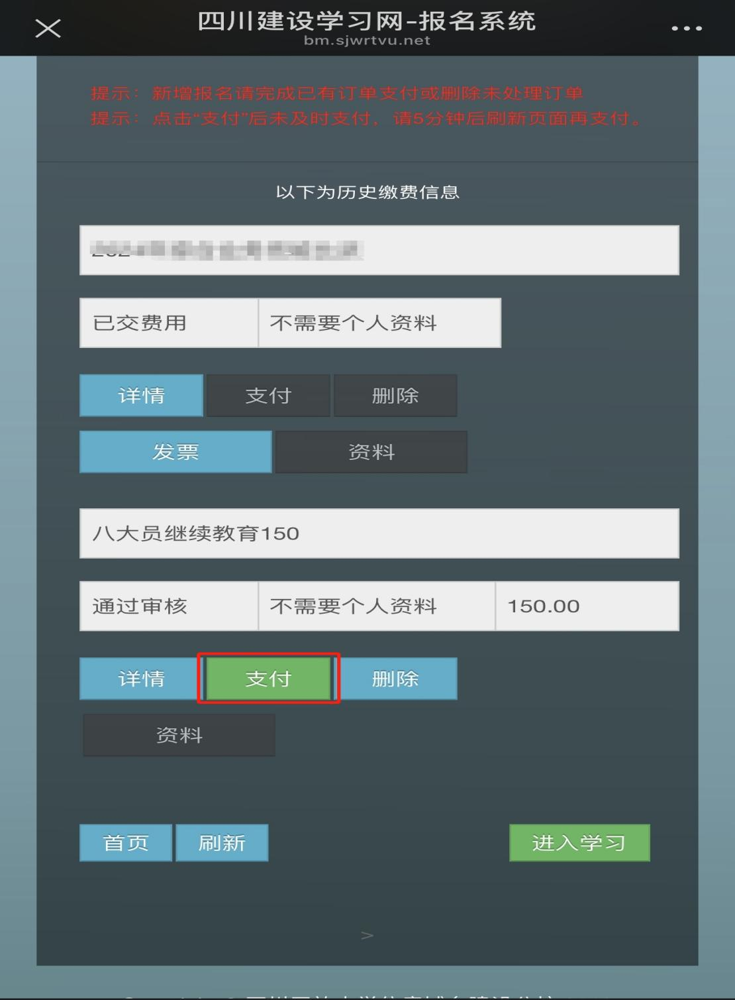 四川建设学习网-报名系统
bm.sjwrtvu.net
提示：新增报名请完成已有订单支付或删除未处理订单
提示：点击“支付”后未及时支付，请5分钟后刷新页面再支付。
以下为历史缴费信息
已交费用 不需要个人资料
详情 支付 删除
发票 资料
八大员继续教育150
通过审核 不需要个人资料 150.00
详情 支付 删除
资料
首页 刷新 进入学习
>